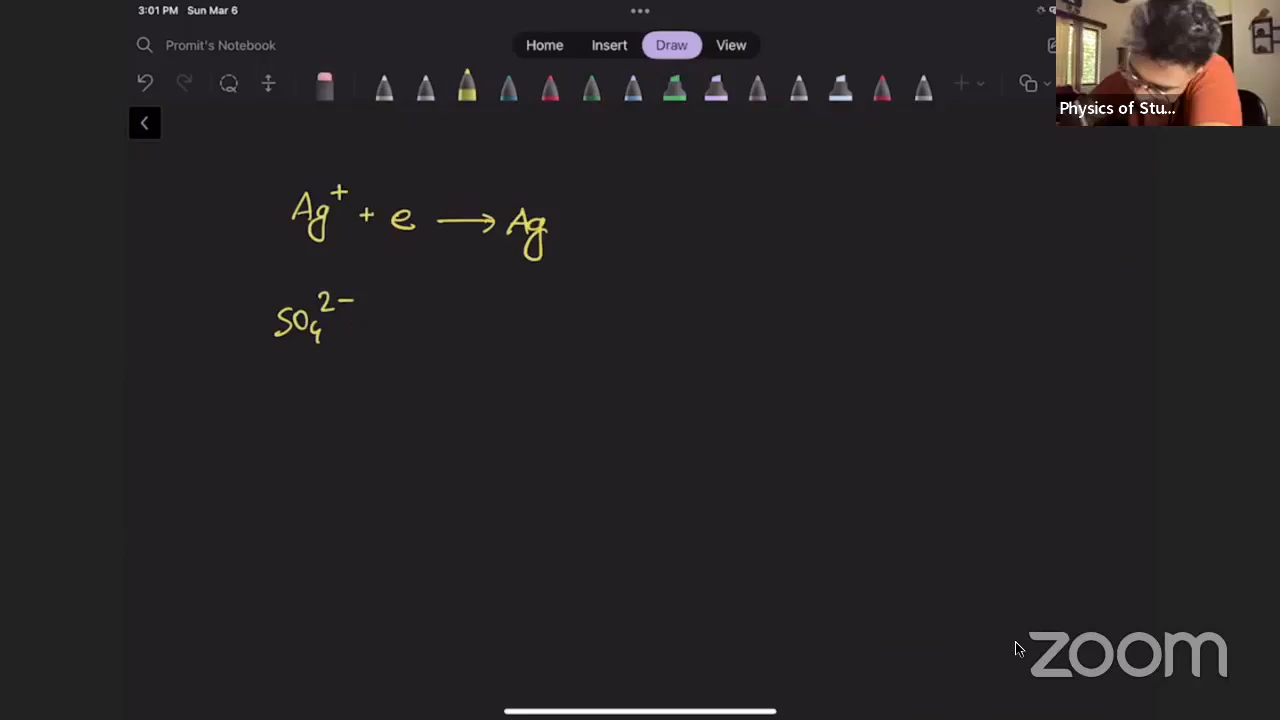 3:01 PM Sun Mar 6
Promit's Notebook
Home Insert Draw View
Physics of Stu...
Ag⁺ + e ⟶ Ag
SO₄²⁻
zoom